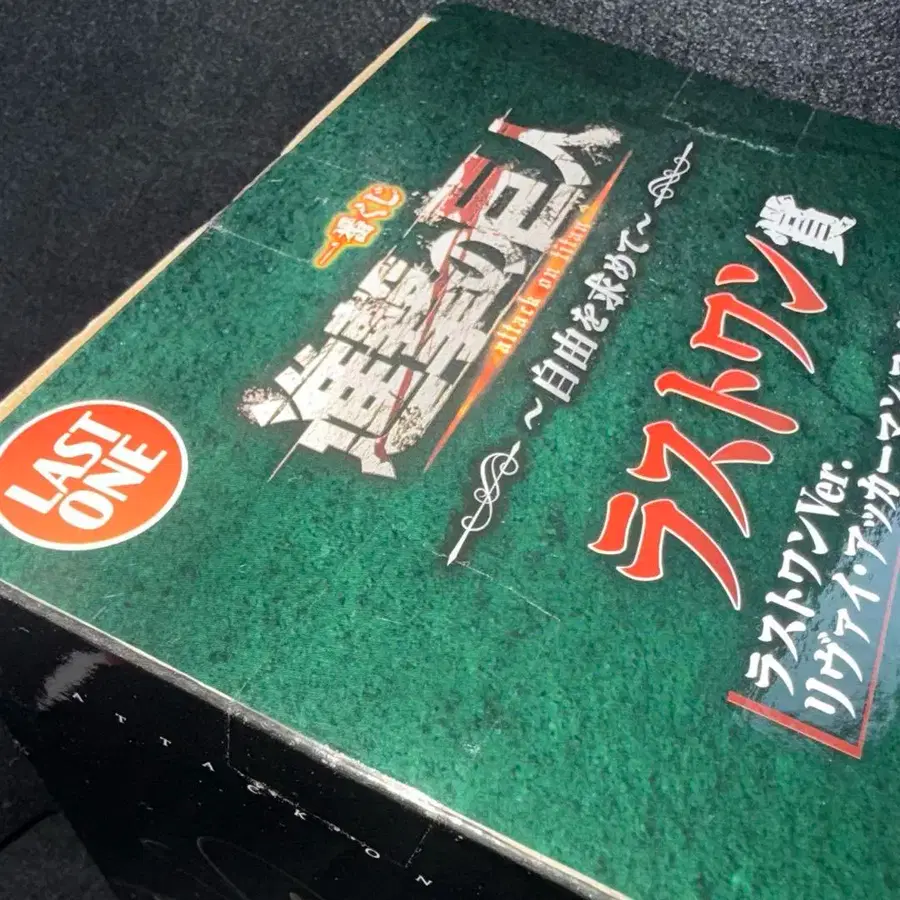 一番くじ
進撃の巨人
attack on titan
～自由を求めて～
ラストワン賞
ラストワンVer.
リヴァイ・アッカーマン
LAST
ONE
ATTACK ON